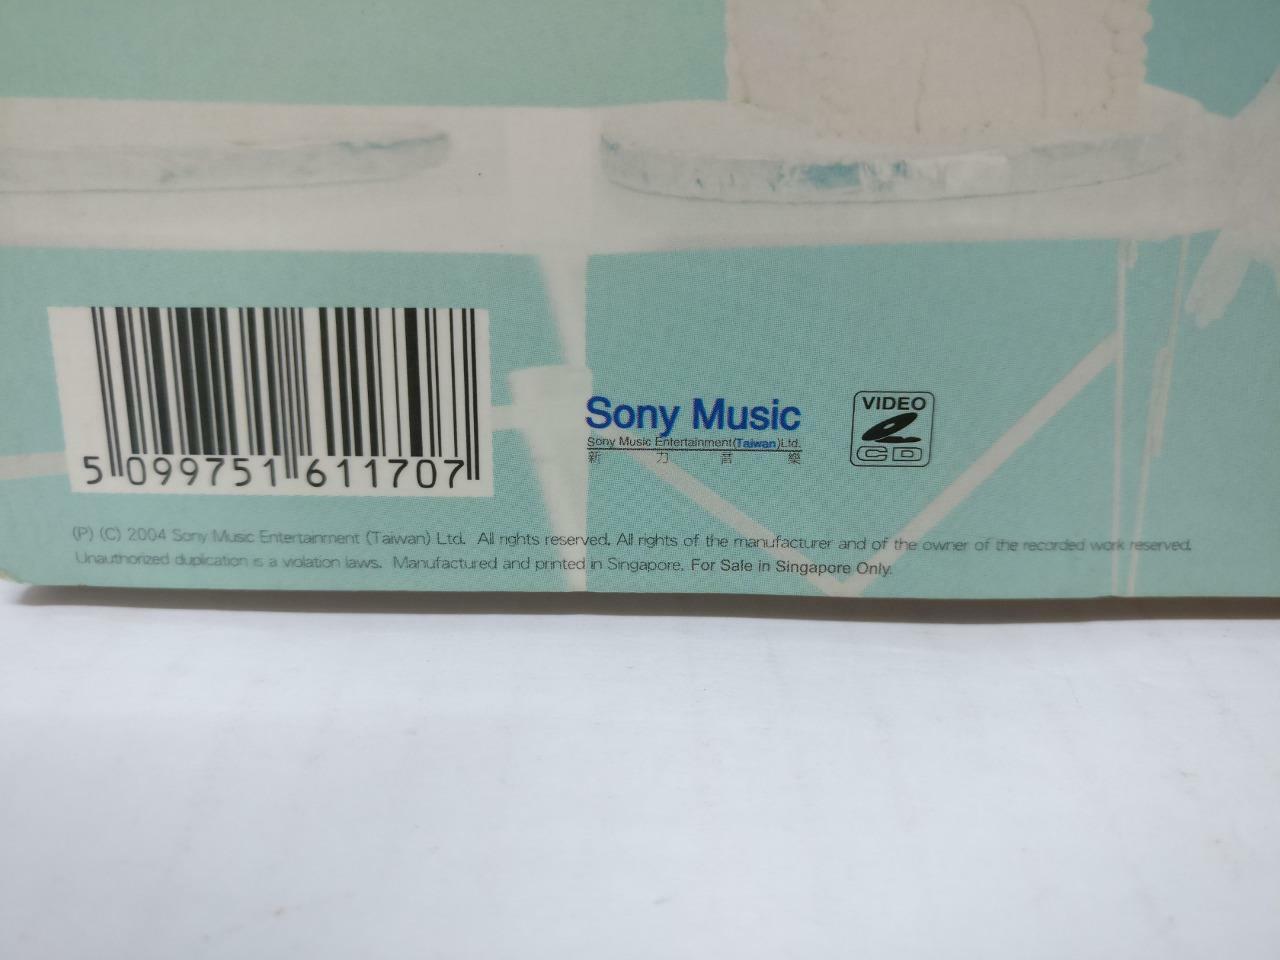 5 099751 611707
Sony Music
Sony Music Entertainment(Taiwan)Ltd.
新力音樂
VIDEO
CD
(P) (C) 2004 Sony Music Entertainment (Taiwan) Ltd. All rights reserved. All rights of the manufacturer and of the owner of the recorded work reserved.
Unauthorized duplication is a violation laws. Manufactured and printed in Singapore. For Sale in Singapore Only.